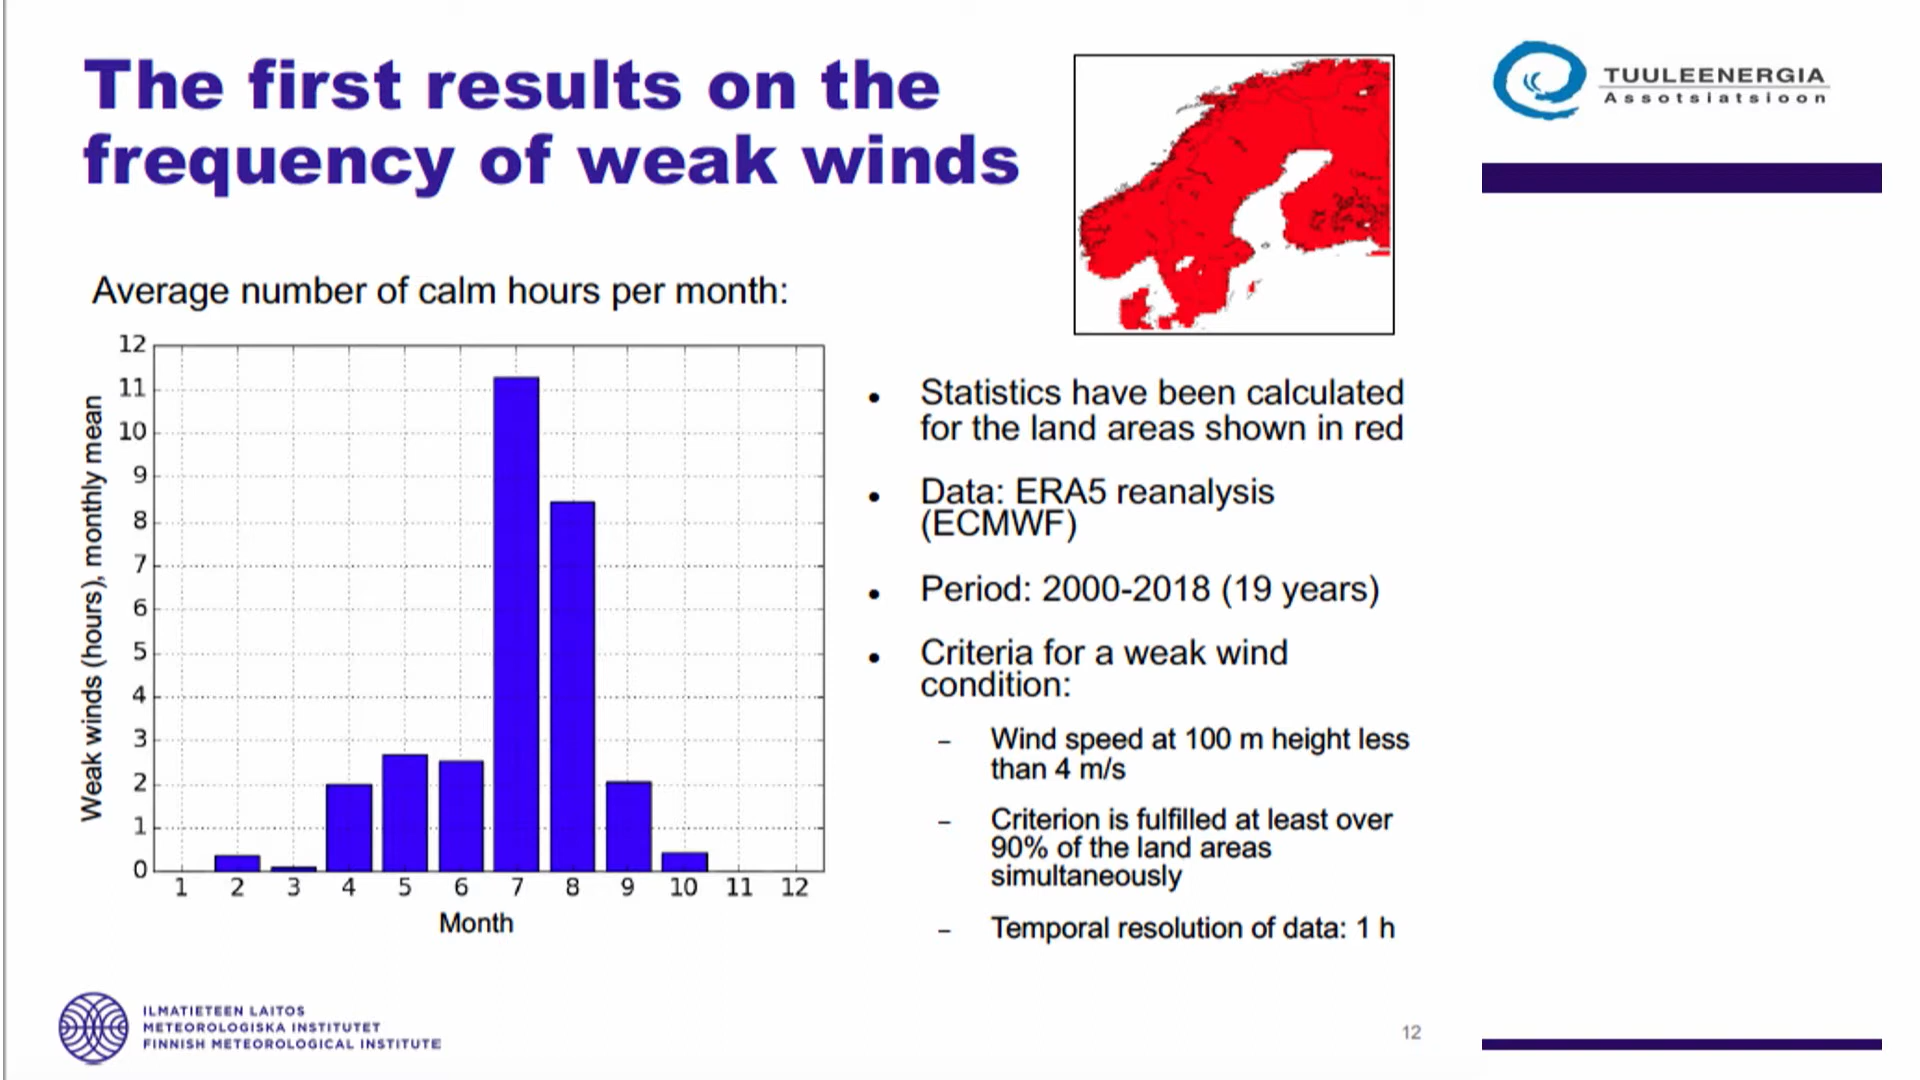 The first results on the
frequency of weak winds
TUULEENERGIA
Assotsiatsioon
Average number of calm hours per month:
Weak winds (hours), monthly mean
12
11
10
9
8
7
6
5
4
3
2
1
0
1 2 3 4 5 6 7 8 9 10 11 12
Month
• Statistics have been calculated
for the land areas shown in red
• Data: ERA5 reanalysis
(ECMWF)
• Period: 2000-2018 (19 years)
• Criteria for a weak wind
condition:
– Wind speed at 100 m height less
than 4 m/s
– Criterion is fulfilled at least over
90% of the land areas
simultaneously
– Temporal resolution of data: 1 h
ILMATIETEEN LAITOS
METEOROLOGISKA INSTITUTET
FINNISH METEOROLOGICAL INSTITUTE
12